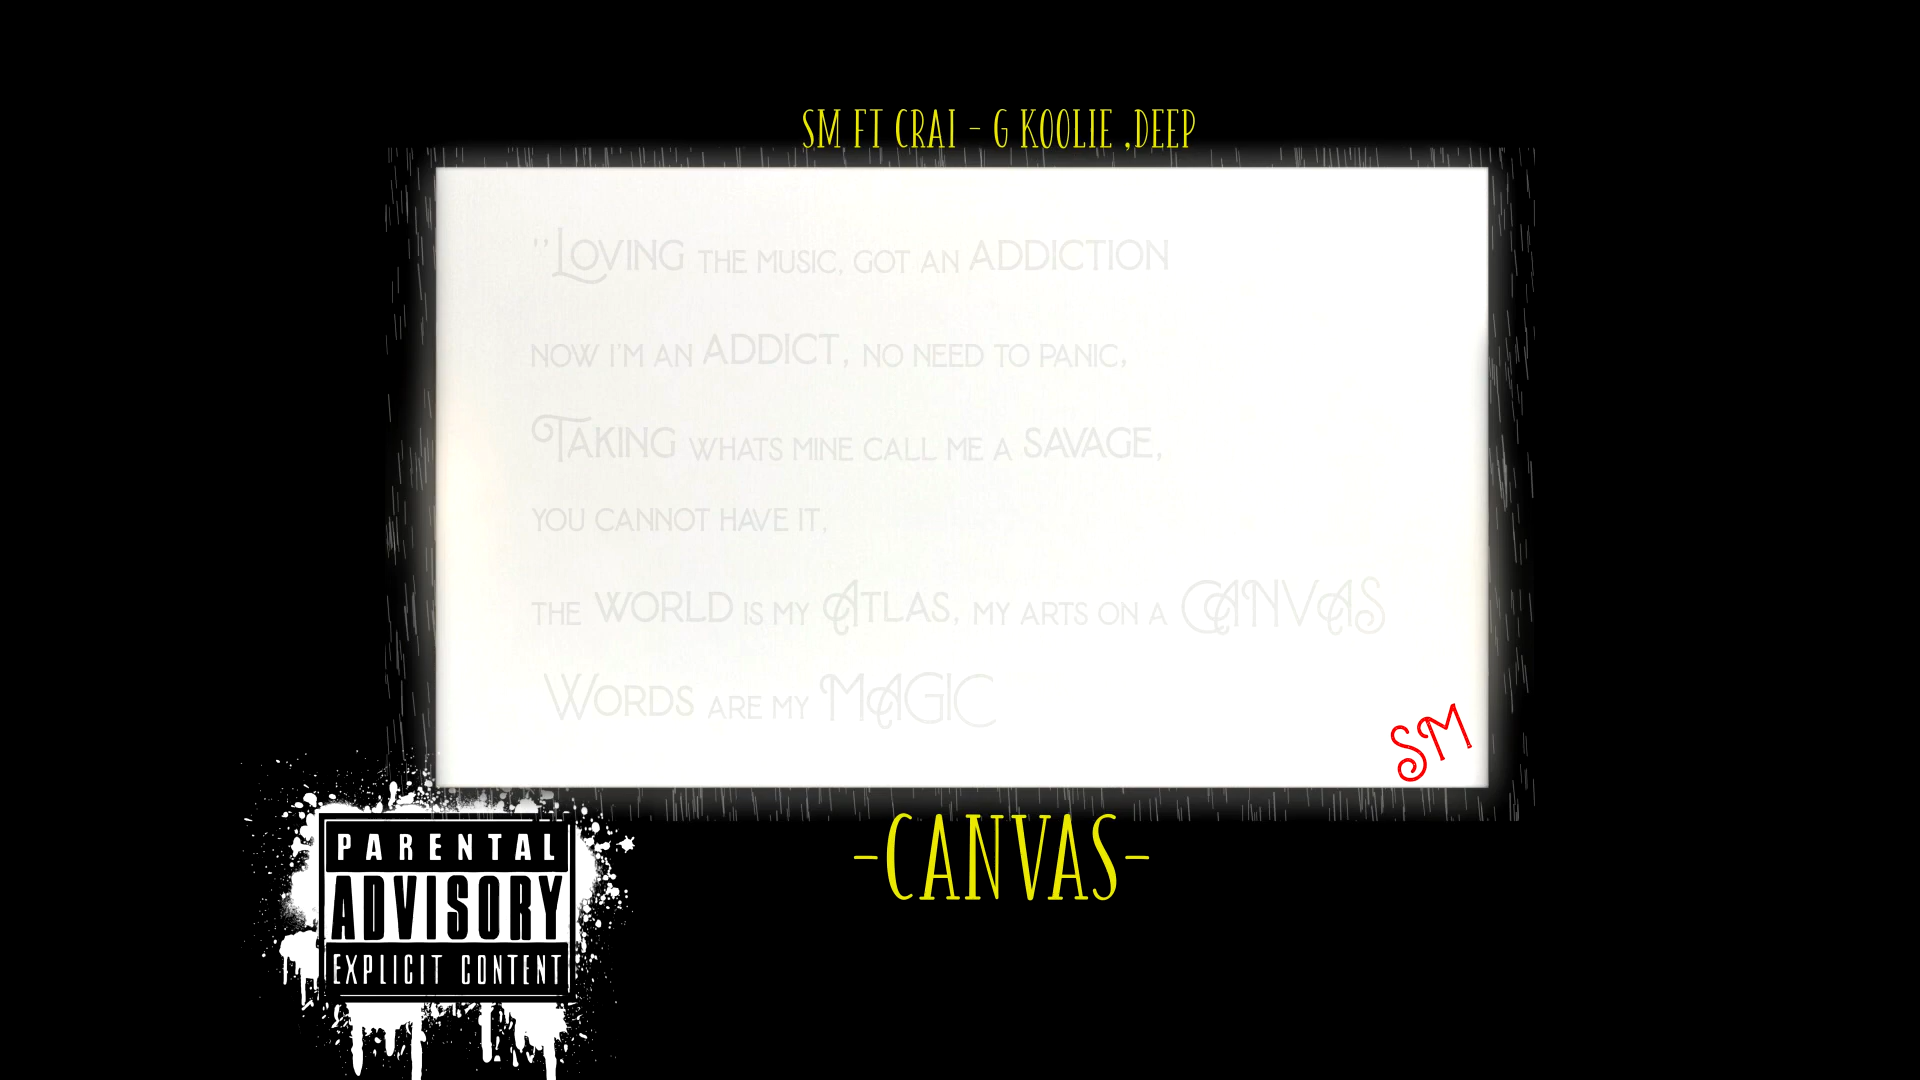 SM FT CRAI - G KOOLIE ,DEEP
''LOVING THE MUSIC, GOT AN ADDICTION
NOW I'M AN ADDICT, NO NEED TO PANIC,
TAKING WHATS MINE CALL ME A SAVAGE,
YOU CANNOT HAVE IT,
THE WORLD IS MY ATLAS, MY ARTS ON A CANVAS
WORDS ARE MY MAGIC
SM
-CANVAS-
PARENTAL
ADVISORY
EXPLICIT CONTENT